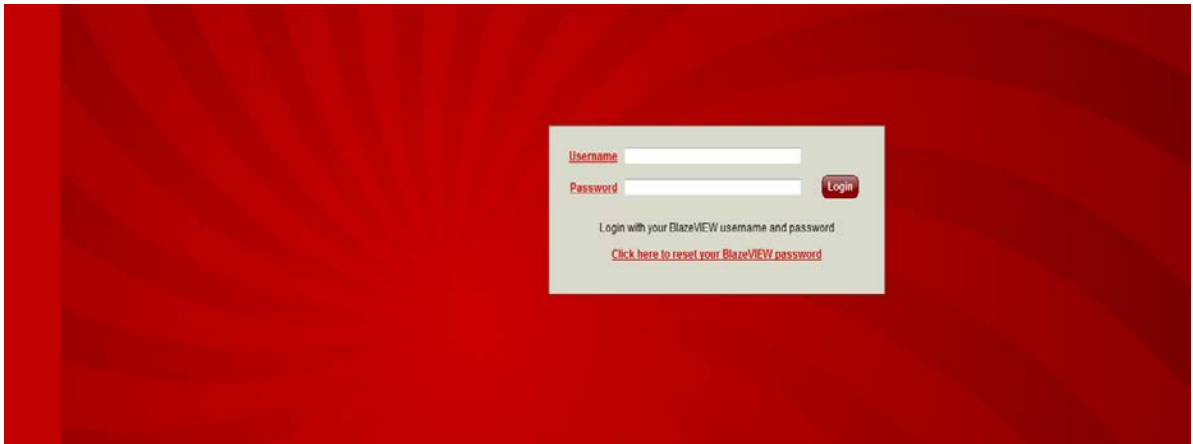 Username
Password Login
Login with your BlazeVIEW username and password
Click here to reset your BlazeVIEW password